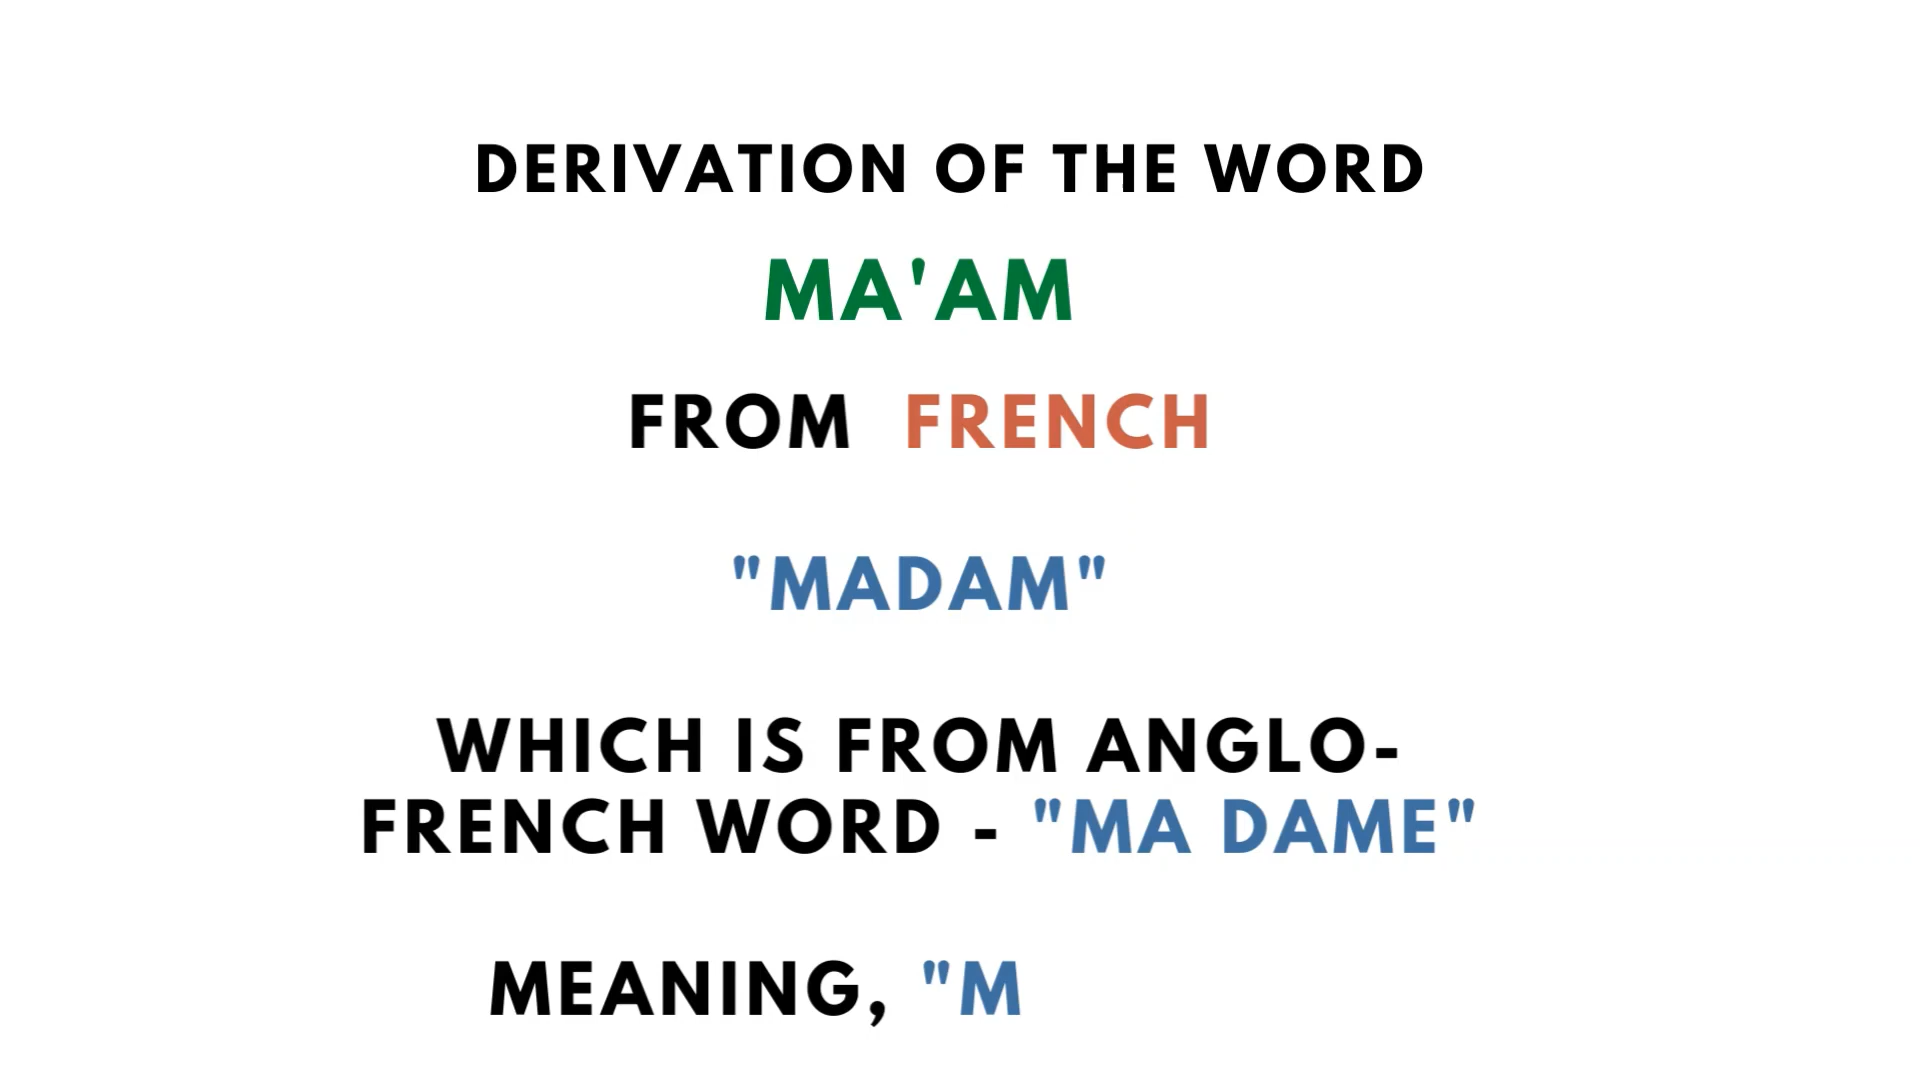 DERIVATION OF THE WORD
MA'AM
FROM FRENCH
"MADAM"
WHICH IS FROM ANGLO-
FRENCH WORD - "MA DAME"
MEANING, "M